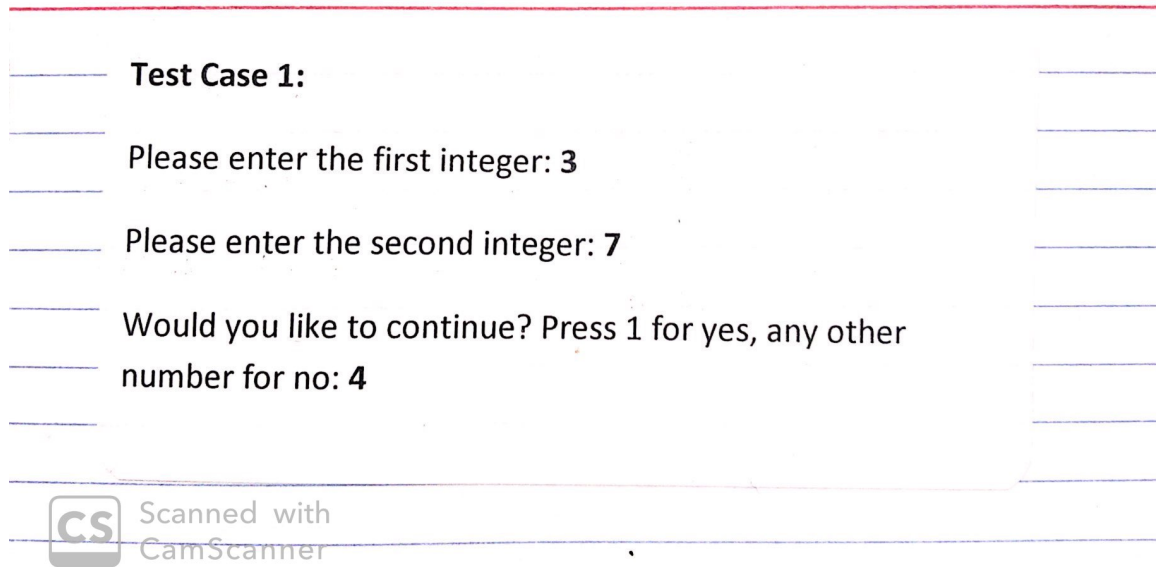 Test Case 1:
Please enter the first integer: 3
Please enter the second integer: 7
Would you like to continue? Press 1 for yes, any other
number for no: 4
CS
Scanned with
CamScanner